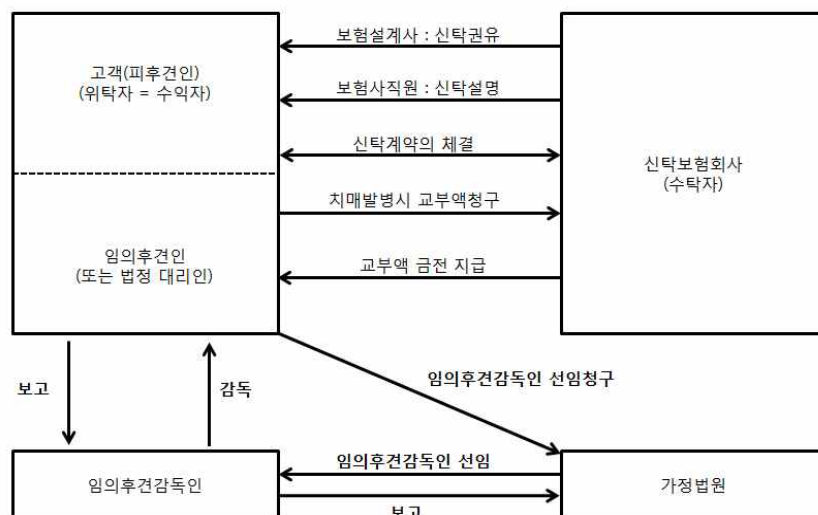 보험설계사 : 신탁권유
고객(피후견인)
(위탁자 = 수익자)
보험사직원 : 신탁설명
신탁계약의 체결
신탁보험회사
(수탁자)
치매발병시 교부액청구
임의후견인
(또는 법정 대리인)
교부액 금전 지급
보고
감독
임의후견감독인 선임청구
임의후견감독인 선임
임의후견감독인
가정법원
보고